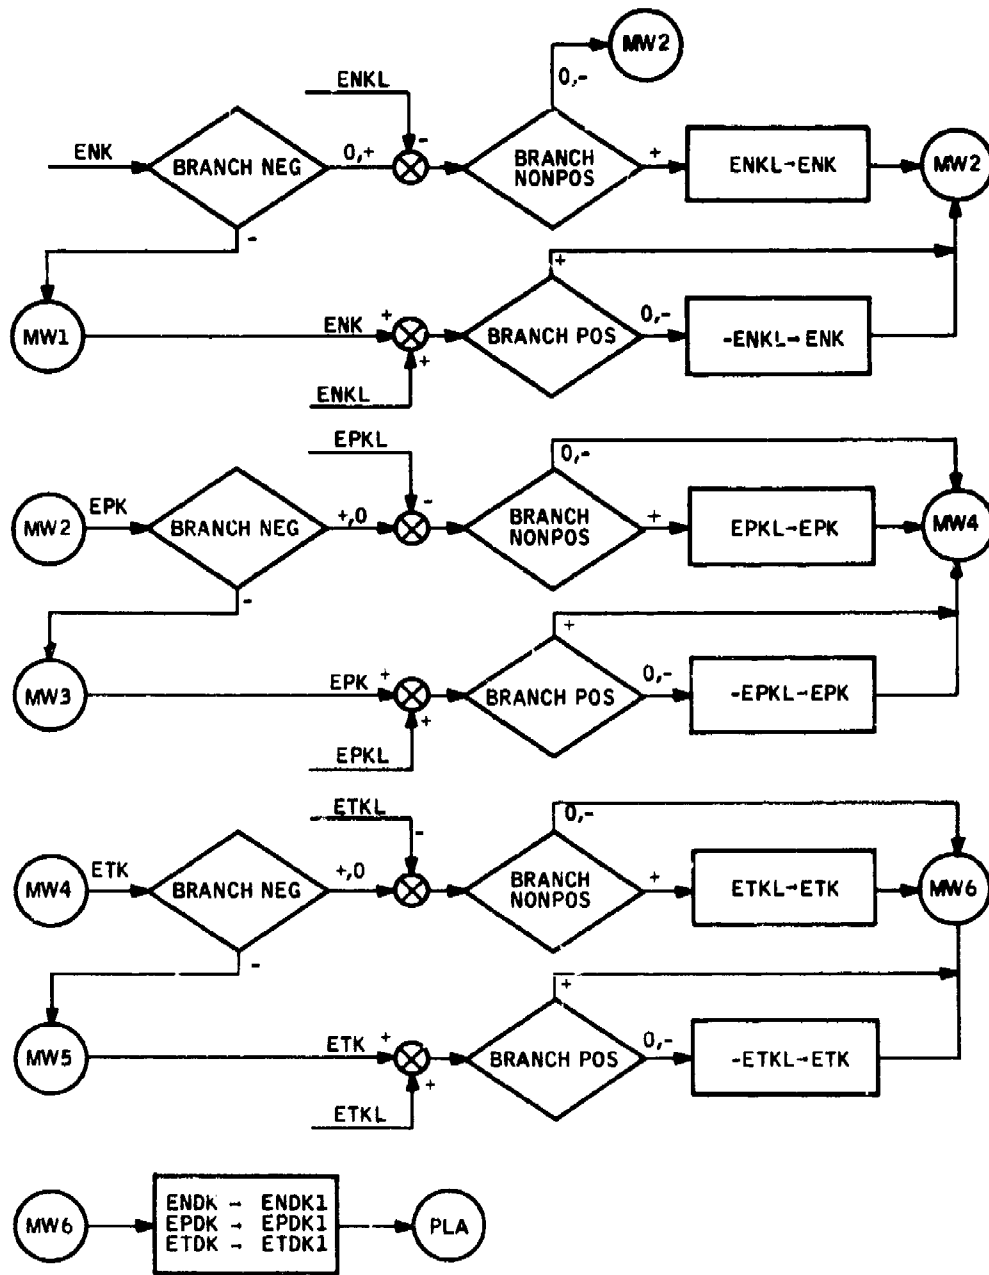 MW2
ENKL
0,-
-
ENK
BRANCH NEG
0,+
BRANCH
NONPOS
+
ENKL→ENK
MW2
-
+
MW1
ENK
+
BRANCH POS
0,-
-ENKL→ENK
+
ENKL
EPKL
0,-
-
MW2
EPK
BRANCH NEG
+,0
BRANCH
NONPOS
+
EPKL→EPK
MW4
-
+
MW3
EPK
+
BRANCH POS
0,-
-EPKL→EPK
+
EPKL
ETKL
0,-
-
MW4
ETK
BRANCH NEG
+,0
BRANCH
NONPOS
+
ETKL→ETK
MW6
-
+
MW5
ETK
+
BRANCH POS
0,-
-ETKL→ETK
+
ETKL
MW6
ENDK → ENDK1
EPDK → EPDK1
ETDK → ETDK1
PLA